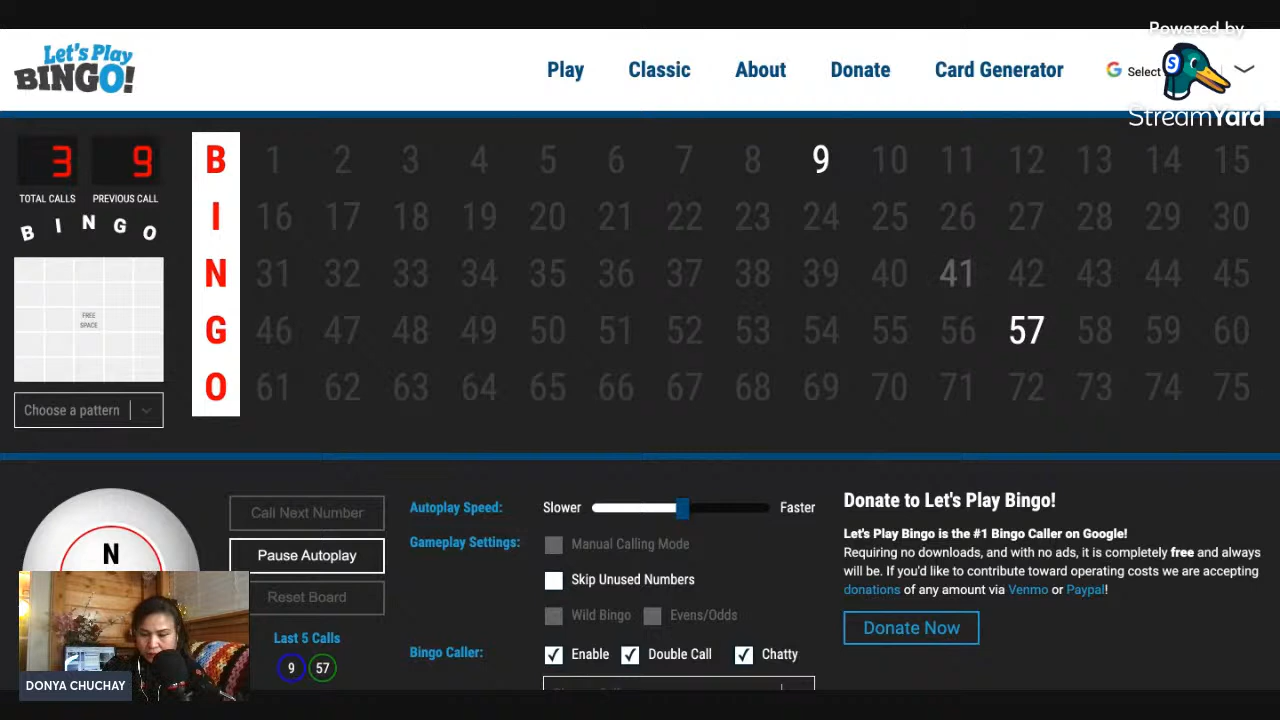 Powered by
StreamYard
Let's Play
BINGO!
Play
Classic
About
Donate
Card Generator
G Select
3
9
TOTAL CALLS
PREVIOUS CALL
B I N G O
FREE
SPACE
Choose a pattern
B 1 2 3 4 5 6 7 8 9 10 11 12 13 14 15
I 16 17 18 19 20 21 22 23 24 25 26 27 28 29 30
N 31 32 33 34 35 36 37 38 39 40 41 42 43 44 45
G 46 47 48 49 50 51 52 53 54 55 56 57 58 59 60
O 61 62 63 64 65 66 67 68 69 70 71 72 73 74 75
N
DONYA CHUCHAY
Call Next Number
Pause Autoplay
Reset Board
Last 5 Calls
9 57
Autoplay Speed:
Slower
Faster
Gameplay Settings:
Manual Calling Mode
Skip Unused Numbers
Wild Bingo
Evens/Odds
Bingo Caller:
Enable
Double Call
Chatty
Donate to Let's Play Bingo!
Let's Play Bingo is the #1 Bingo Caller on Google!
Requiring no downloads, and with no ads, it is completely free and always
will be. If you'd like to contribute toward operating costs we are accepting
donations of any amount via Venmo or Paypal!
Donate Now